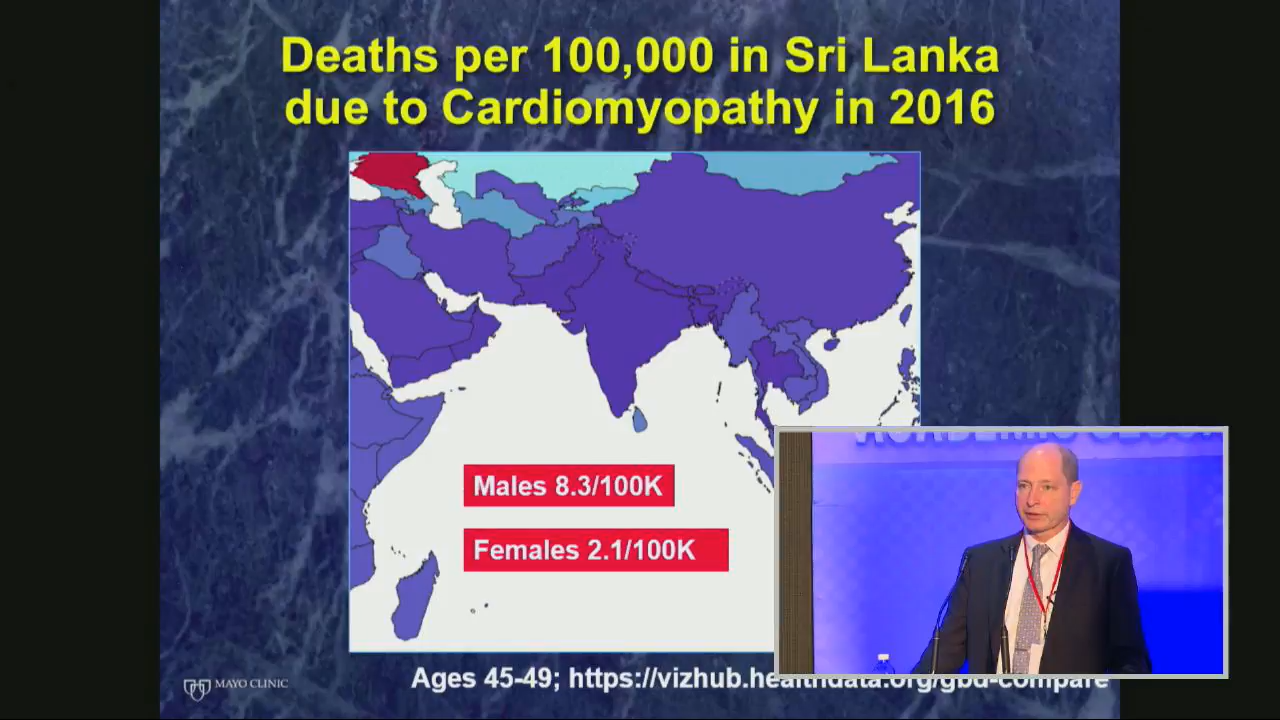 Deaths per 100,000 in Sri Lanka
due to Cardiomyopathy in 2016
Males 8.3/100K
Females 2.1/100K
Ages 45-49; https://vizhub.healthdata.org/gbd-compare
MAYO CLINIC
ACADEMIC